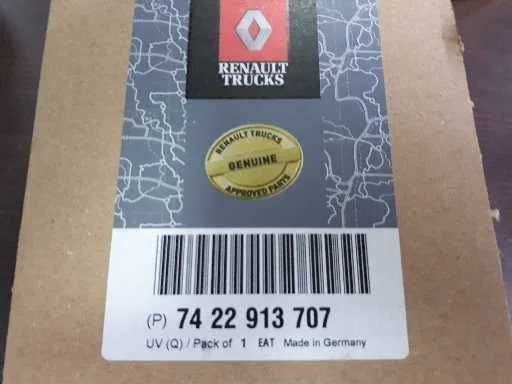 RENAULT
TRUCKS
RENAULT TRUCKS
GENUINE
APPROVED PARTS
(P) 74 22 913 707
UV (Q) / Pack of 1 EAT Made in Germany